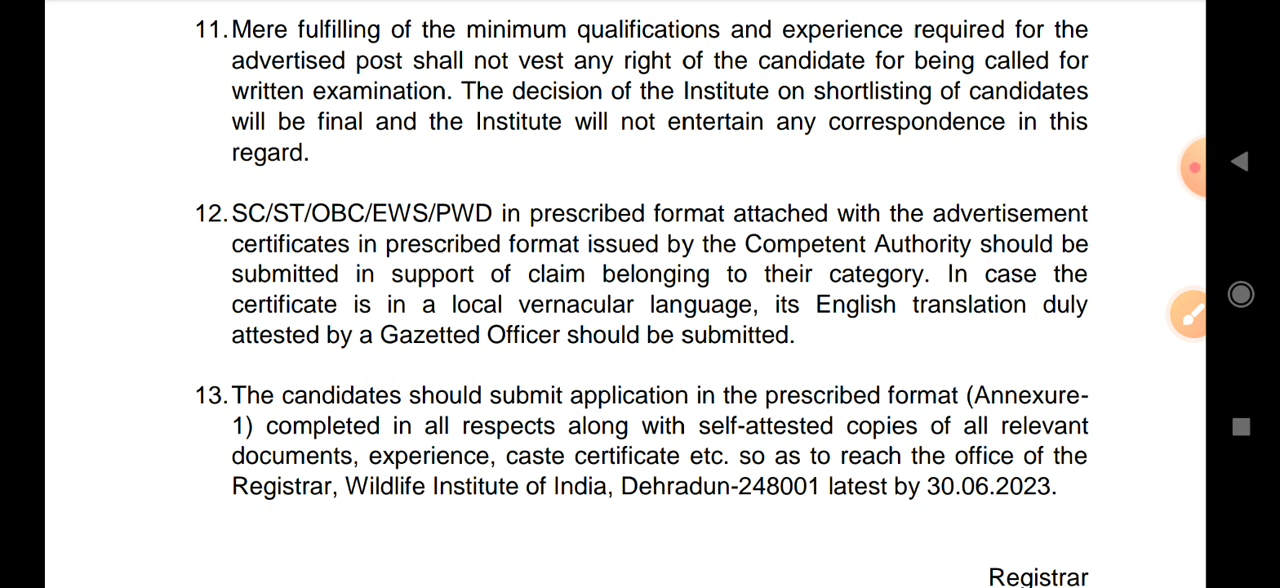 11. Mere fulfilling of the minimum qualifications and experience required for the
advertised post shall not vest any right of the candidate for being called for
written examination. The decision of the Institute on shortlisting of candidates
will be final and the Institute will not entertain any correspondence in this
regard.
12. SC/ST/OBC/EWS/PWD in prescribed format attached with the advertisement
certificates in prescribed format issued by the Competent Authority should be
submitted in support of claim belonging to their category. In case the
certificate is in a local vernacular language, its English translation duly
attested by a Gazetted Officer should be submitted.
13. The candidates should submit application in the prescribed format (Annexure-
1) completed in all respects along with self-attested copies of all relevant
documents, experience, caste certificate etc. so as to reach the office of the
Registrar, Wildlife Institute of India, Dehradun-248001 latest by 30.06.2023.
Registrar